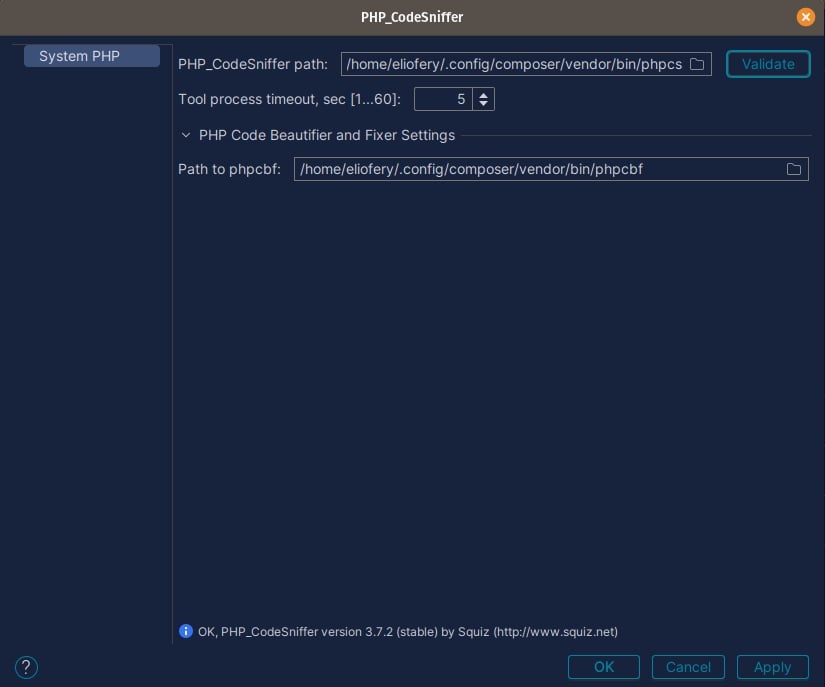 PHP_CodeSniffer
System PHP
PHP_CodeSniffer path: /home/eliofery/.config/composer/vendor/bin/phpcs Validate
Tool process timeout, sec [1...60]: 5
PHP Code Beautifier and Fixer Settings
Path to phpcbf: /home/eliofery/.config/composer/vendor/bin/phpcbf
OK, PHP_CodeSniffer version 3.7.2 (stable) by Squiz (http://www.squiz.net)
? OK Cancel Apply